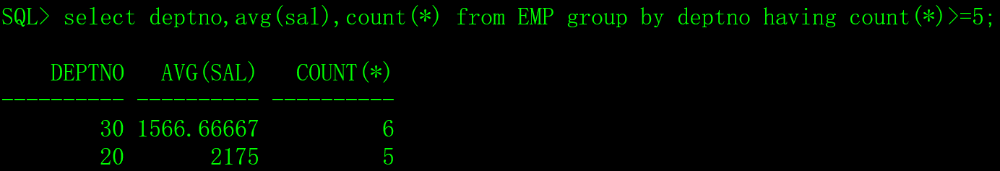 SQL> select deptno,avg(sal),count(*) from EMP group by deptno having count(*)>=5;
    DEPTNO   AVG(SAL)   COUNT(*)
---------- ---------- ----------
        30 1566.66667          6
        20       2175          5